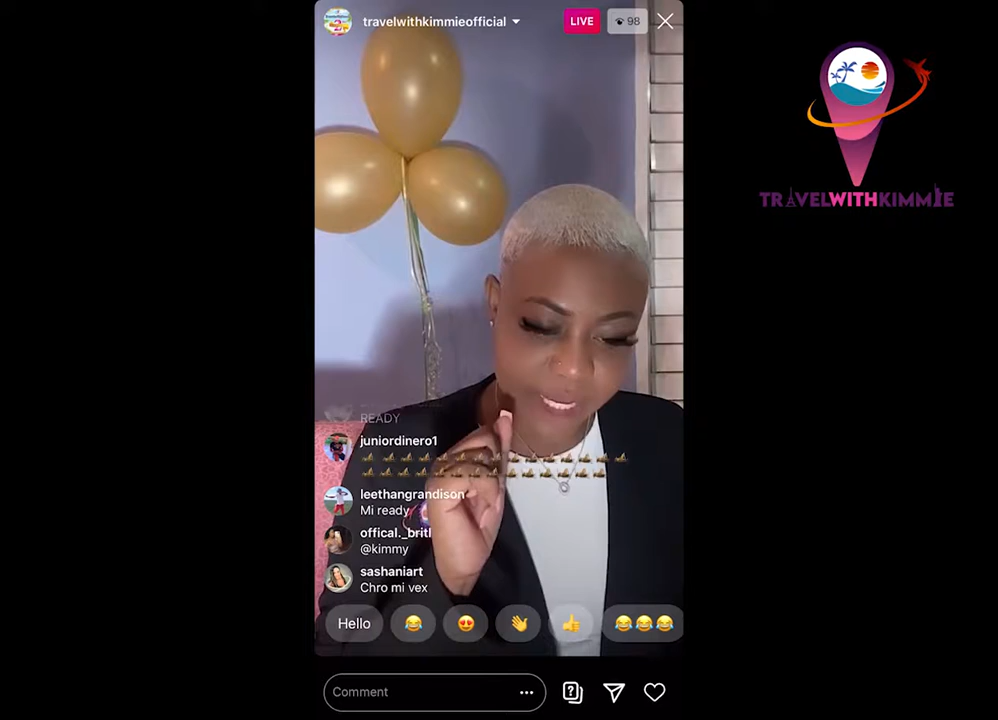 travelwithkimmieofficial
LIVE
98
TRAVELWITHKIMMIE
READY
juniordinero1
leethangrandison
Mi ready
offical._britl
@kimmy
sashaniart
Chro mi vex
Hello
Comment